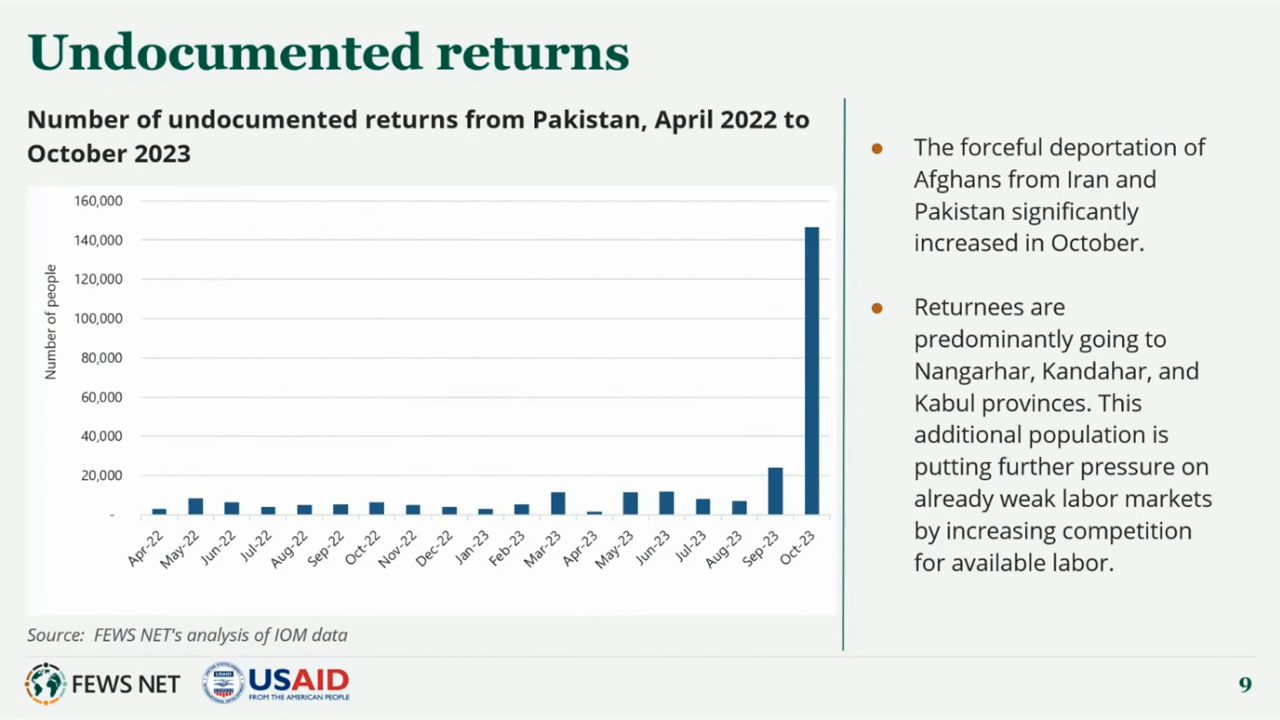 Undocumented returns
Number of undocumented returns from Pakistan, April 2022 to
October 2023
Number of people
160,000
140,000
120,000
100,000
80,000
60,000
40,000
20,000
-
Apr-22
May-22
Jun-22
Jul-22
Aug-22
Sep-22
Oct-22
Nov-22
Dec-22
Jan-23
Feb-23
Mar-23
Apr-23
May-23
Jun-23
Jul-23
Aug-23
Sep-23
Oct-23
Source: FEWS NET's analysis of IOM data
● The forceful deportation of
Afghans from Iran and
Pakistan significantly
increased in October.
● Returnees are
predominantly going to
Nangarhar, Kandahar, and
Kabul provinces. This
additional population is
putting further pressure on
already weak labor markets
by increasing competition
for available labor.
FEWS NET
USAID
USAID
FROM THE AMERICAN PEOPLE
9